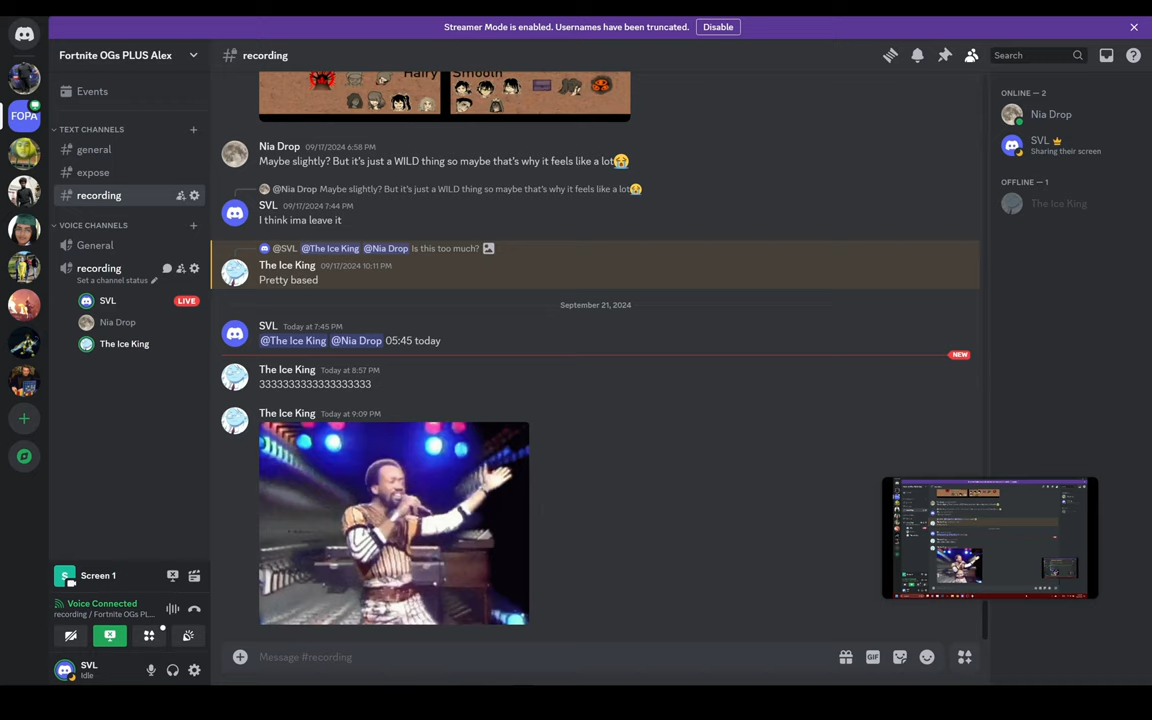 Streamer Mode is enabled. Usernames have been truncated. Disable
Fortnite OGs PLUS Alex
recording
Search
Events
TEXT CHANNELS
general
expose
recording
VOICE CHANNELS
General
recording
Set a channel status
SVL LIVE
Nia Drop
The Ice King
FOPA
Hairy Smooth
Nia Drop 09/17/2024 6:58 PM
Maybe slightly? But it's just a WILD thing so maybe that's why it feels like a lot😭
@Nia Drop Maybe slightly? But it's just a WILD thing so maybe that's why it feels like a lot😭
SVL 09/17/2024 7:44 PM
I think ima leave it
@SVL @The Ice King @Nia Drop Is this too much?
The Ice King 09/17/2024 10:11 PM
Pretty based
September 21, 2024
SVL Today at 7:45 PM
@The Ice King @Nia Drop 05:45 today
NEW
The Ice King Today at 8:57 PM
3333333333333333333
The Ice King Today at 9:09 PM
Message #recording
GIF
ONLINE — 2
Nia Drop
SVL
Sharing their screen
OFFLINE — 1
The Ice King
S Screen 1
Voice Connected
recording / Fortnite OGs PL...
SVL
Idle